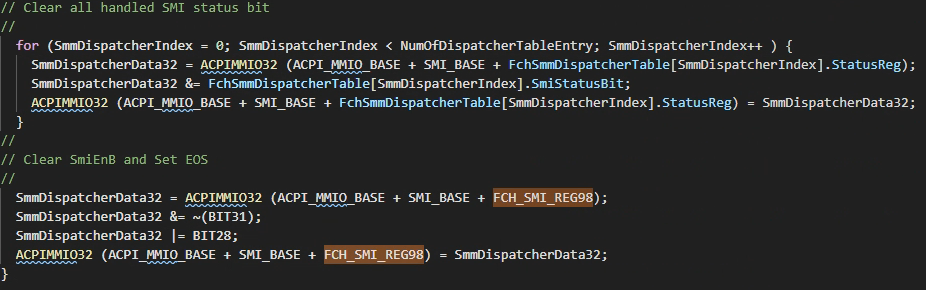 // Clear all handled SMI status bit
//
for (SmmDispatcherIndex = 0; SmmDispatcherIndex < NumOfDispatcherTableEntry; SmmDispatcherIndex++ ) {
SmmDispatcherData32 = ACPIMMIO32 (ACPI_MMIO_BASE + SMI_BASE + FchSmmDispatcherTable[SmmDispatcherIndex].StatusReg);
SmmDispatcherData32 &= FchSmmDispatcherTable[SmmDispatcherIndex].SmiStatusBit;
ACPIMMIO32 (ACPI_MMIO_BASE + SMI_BASE + FchSmmDispatcherTable[SmmDispatcherIndex].StatusReg) = SmmDispatcherData32;
}
//
// Clear SmiEnB and Set EOS
//
SmmDispatcherData32 = ACPIMMIO32 (ACPI_MMIO_BASE + SMI_BASE + FCH_SMI_REG98);
SmmDispatcherData32 &= ~(BIT31);
SmmDispatcherData32 |= BIT28;
ACPIMMIO32 (ACPI_MMIO_BASE + SMI_BASE + FCH_SMI_REG98) = SmmDispatcherData32;
}